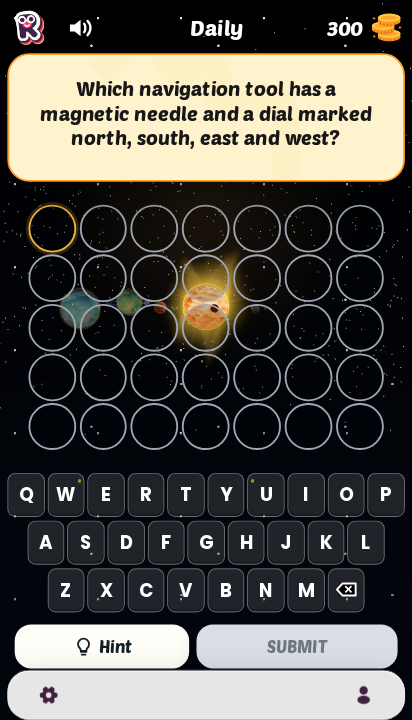 Daily
300
Which navigation tool has a
magnetic needle and a dial marked
north, south, east and west?
Q W E R T Y U I O P
A S D F G H J K L
Z X C V B N M
Hint
SUBMIT